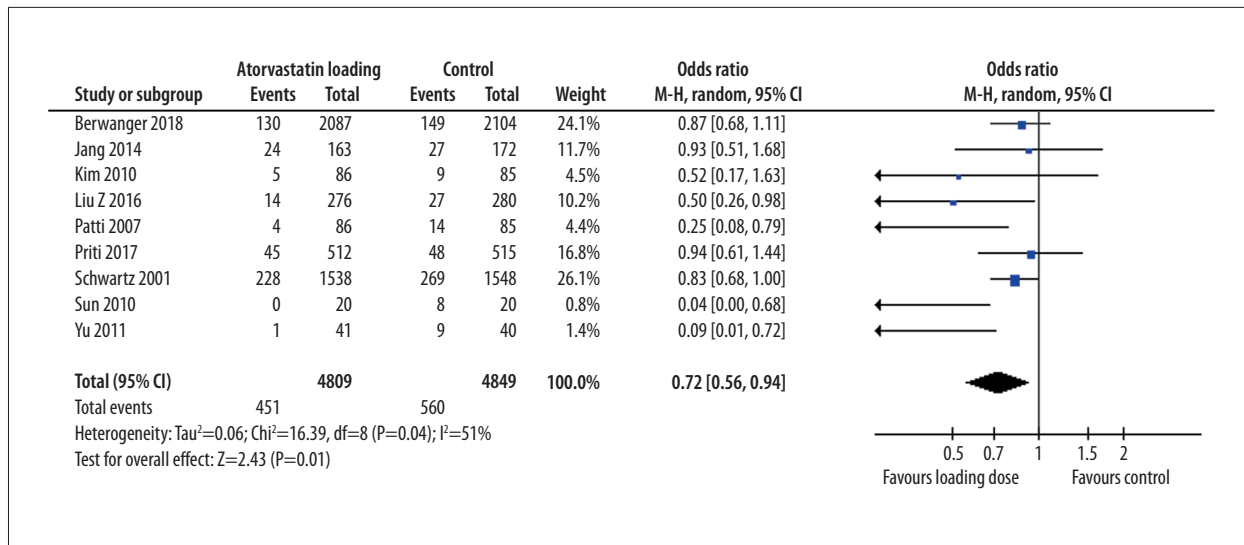 Atorvastatin loading Control Odds ratio Odds ratio
Study or subgroup Events Total Events Total Weight M-H, random, 95% CI M-H, random, 95% CI
Berwanger 2018 130 2087 149 2104 24.1% 0.87 [0.68, 1.11]
Jang 2014 24 163 27 172 11.7% 0.93 [0.51, 1.68]
Kim 2010 5 86 9 85 4.5% 0.52 [0.17, 1.63]
Liu Z 2016 14 276 27 280 10.2% 0.50 [0.26, 0.98]
Patti 2007 4 86 14 85 4.4% 0.25 [0.08, 0.79]
Priti 2017 45 512 48 515 16.8% 0.94 [0.61, 1.44]
Schwartz 2001 228 1538 269 1548 26.1% 0.83 [0.68, 1.00]
Sun 2010 0 20 8 20 0.8% 0.04 [0.00, 0.68]
Yu 2011 1 41 9 40 1.4% 0.09 [0.01, 0.72]
Total (95% CI) 4809 4849 100.0% 0.72 [0.56, 0.94]
Total events 451 560
Heterogeneity: Tau²=0.06; Chi²=16.39, df=8 (P=0.04); I²=51%
Test for overall effect: Z=2.43 (P=0.01)
0.5 0.7 1 1.5 2
Favours loading dose Favours control